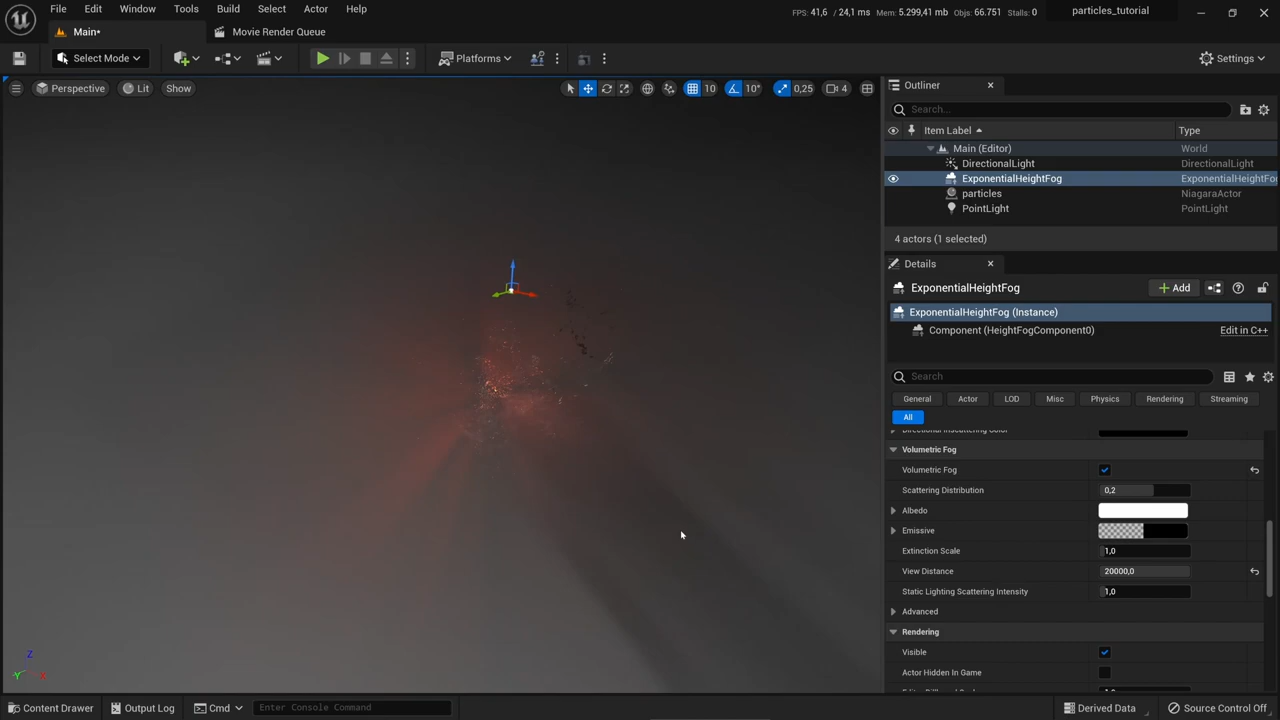 File Edit Window Tools Build Select Actor Help
FPS: 41,6 / 24,1 ms Mem: 5.299,41 mb Objs: 66.751 Stalls: 0
particles_tutorial
Main•
Movie Render Queue
Select Mode
Platforms
Settings
Perspective Lit Show
10 10° 0,25 4
Outliner
Search...
Item Label Type
Main (Editor) World
DirectionalLight DirectionalLight
ExponentialHeightFog ExponentialHeightFog
particles NiagaraActor
PointLight PointLight
4 actors (1 selected)
Details
ExponentialHeightFog
Add
ExponentialHeightFog (Instance)
Component (HeightFogComponent0) Edit in C++
Search
General Actor LOD Misc Physics Rendering Streaming
All
Directional Inscattering Color
Volumetric Fog
Volumetric Fog
Scattering Distribution 0,2
Albedo
Emissive
Extinction Scale 1,0
View Distance 20000,0
Static Lighting Scattering Intensity 1,0
Advanced
Rendering
Visible
Actor Hidden In Game
Z
Y X
Content Drawer Output Log Cmd Enter Console Command
Derived Data Source Control Off